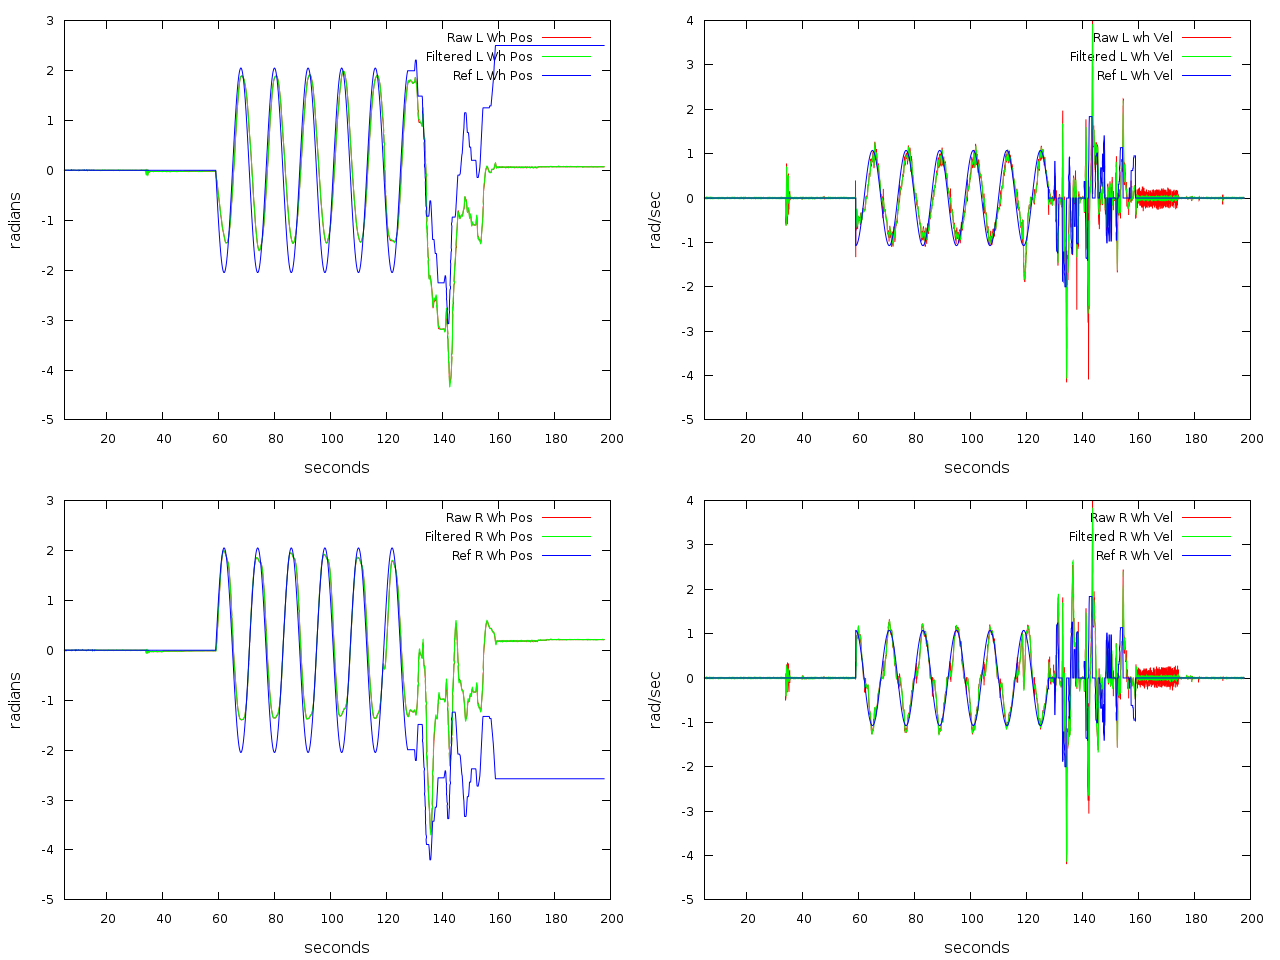 Raw L Wh Pos
Filtered L Wh Pos
Ref L Wh Pos
3
2
1
0
-1
-2
-3
-4
-5
radians
20 40 60 80 100 120 140 160 180 200
seconds
Raw L wh Vel
Filtered L Wh Vel
Ref L Wh Vel
4
3
2
1
0
-1
-2
-3
-4
-5
rad/sec
20 40 60 80 100 120 140 160 180 200
seconds
Raw R Wh Pos
Filtered R Wh Pos
Ref R Wh Pos
3
2
1
0
-1
-2
-3
-4
-5
radians
20 40 60 80 100 120 140 160 180 200
seconds
Raw R Wh Vel
Filtered R Wh Vel
Ref R Wh Vel
4
3
2
1
0
-1
-2
-3
-4
-5
rad/sec
20 40 60 80 100 120 140 160 180 200
seconds